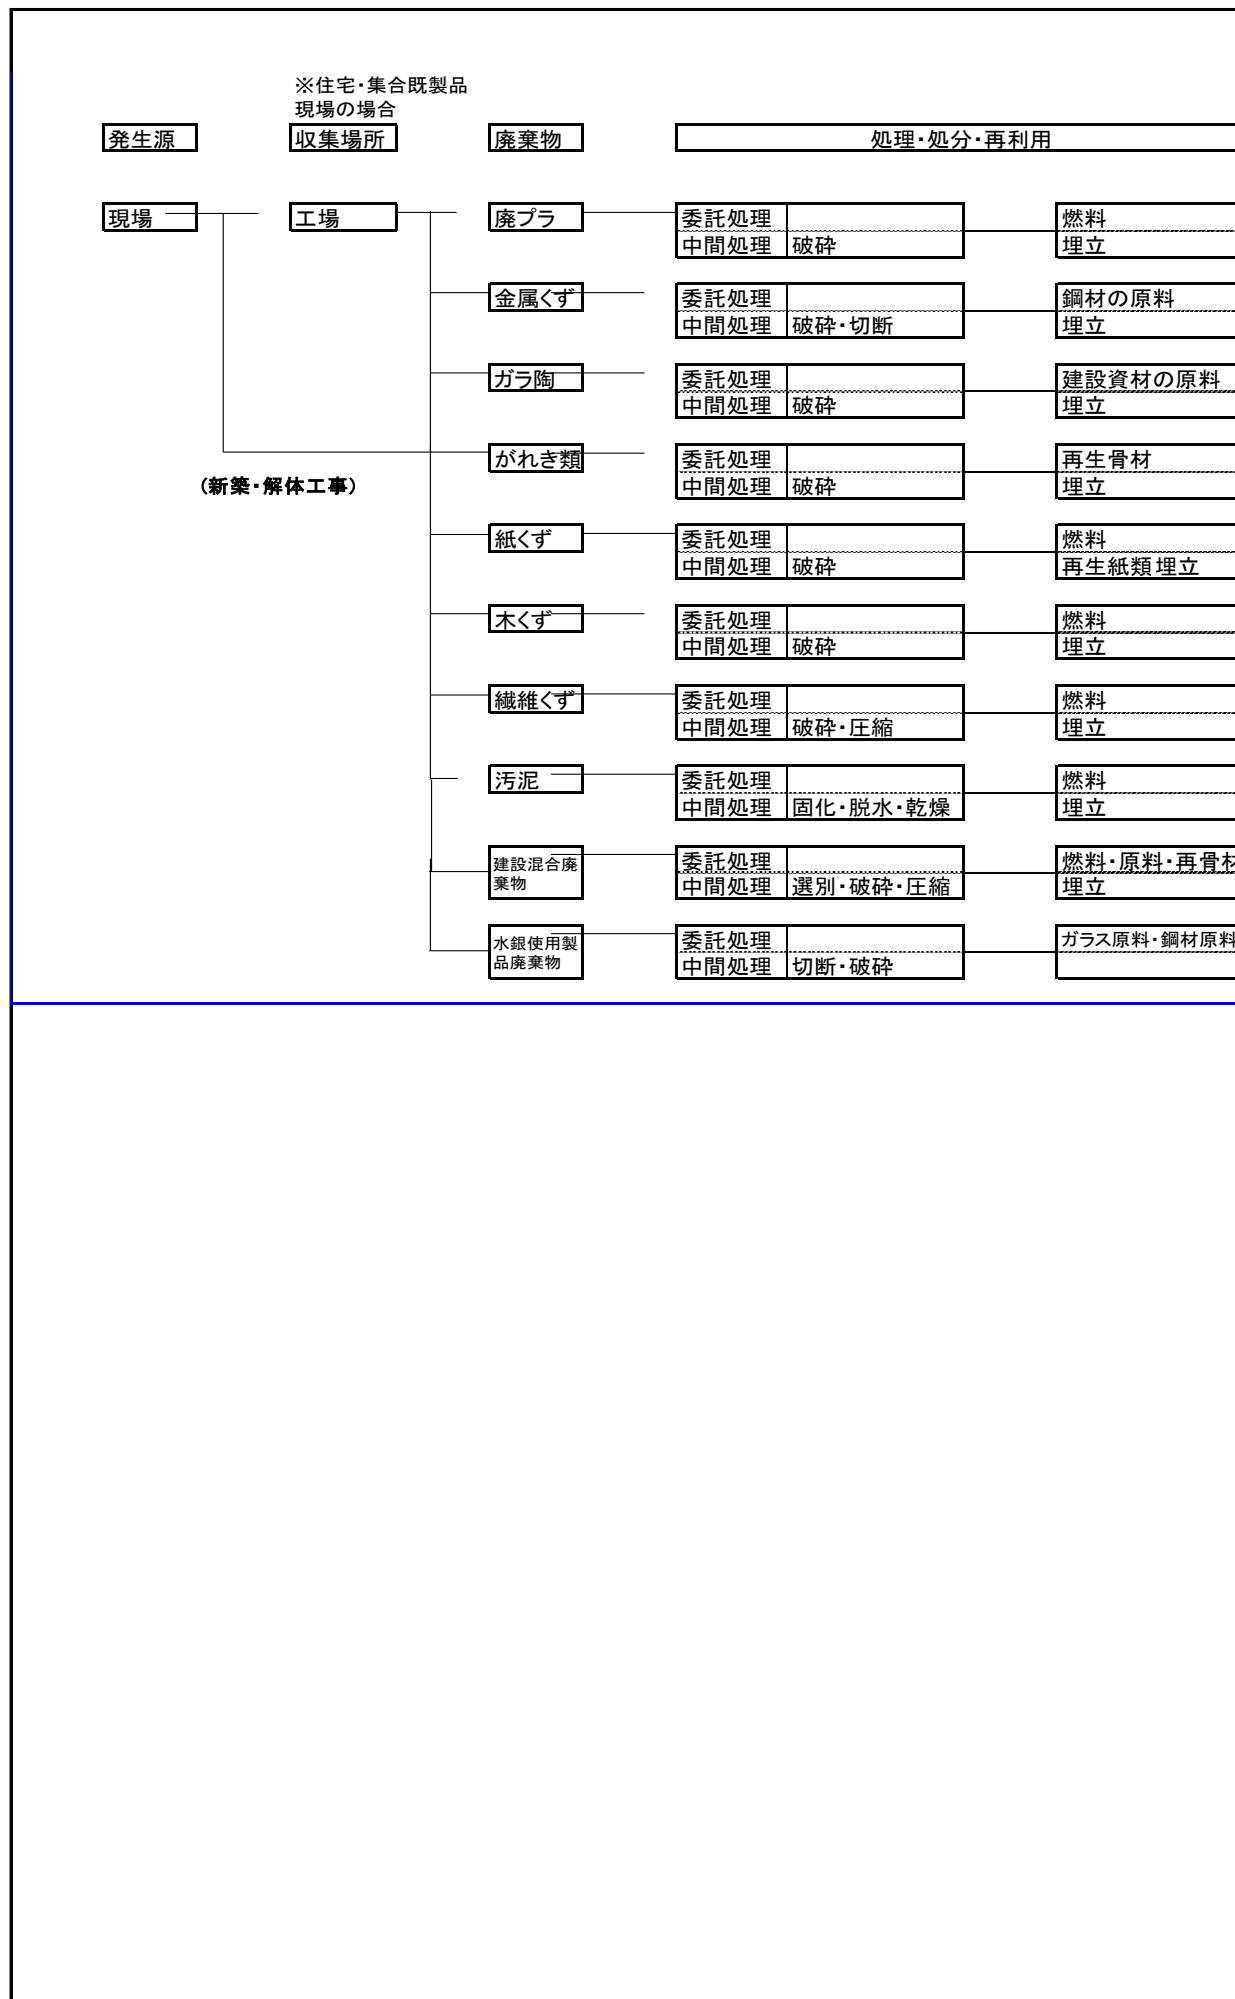 ※住宅・集合既製品
現場の場合
発生源 収集場所 廃棄物 処理・処分・再利用
現場 工場 廃プラ 委託処理 燃料
中間処理 破砕 埋立
金属くず 委託処理 鋼材の原料
中間処理 破砕・切断 埋立
ガラ陶 委託処理 建設資材の原料
中間処理 破砕 埋立
がれき類 委託処理 再生骨材
(新築・解体工事) 中間処理 破砕 埋立
紙くず 委託処理 燃料
中間処理 破砕 再生紙類 埋立
木くず 委託処理 燃料
中間処理 破砕 埋立
繊維くず 委託処理 燃料
中間処理 破砕・圧縮 埋立
汚泥 委託処理 燃料
中間処理 固化・脱水・乾燥 埋立
建設混合廃 委託処理 燃料・原料・再骨材
棄物 中間処理 選別・破砕・圧縮 埋立
水銀使用製 委託処理 ガラス原料・鋼材原料
品廃棄物 中間処理 切断・破砕